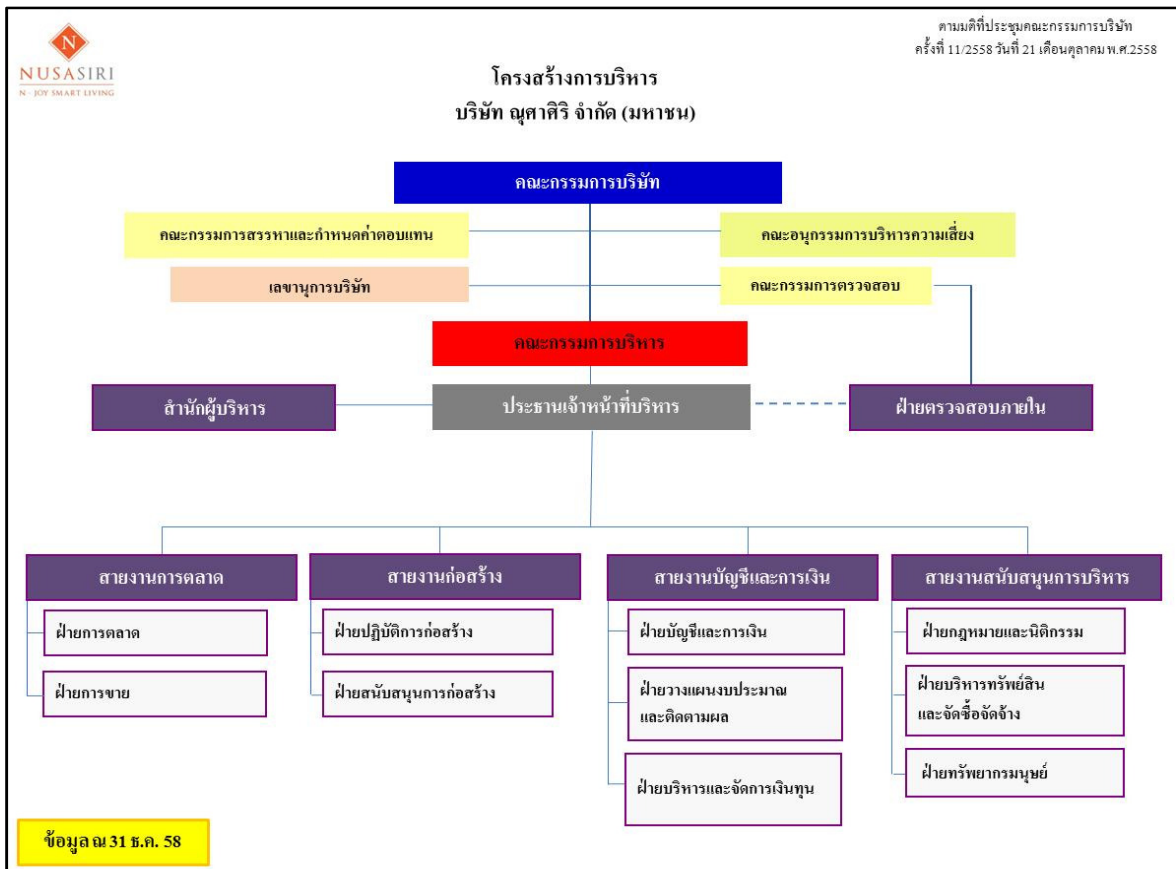 N
NUSASIRI
N - JOY SMART LIVING
ตามมติที่ประชุมคณะกรรมการบริษัท
ครั้งที่ 11/2558 วันที่ 21 เดือนตุลาคม พ.ศ.2558
โครงสร้างการบริหาร
บริษัท ณุศาศิริ จำกัด (มหาชน)
คณะกรรมการบริษัท
คณะกรรมการสรรหาและกำหนดค่าตอบแทน
คณะอนุกรรมการบริหารความเสี่ยง
เลขานุการบริษัท
คณะกรรมการตรวจสอบ
คณะกรรมการบริหาร
สำนักผู้บริหาร
ประธานเจ้าหน้าที่บริหาร
ฝ่ายตรวจสอบภายใน
สายงานการตลาด
ฝ่ายการตลาด
ฝ่ายการขาย
สายงานก่อสร้าง
ฝ่ายปฏิบัติการก่อสร้าง
ฝ่ายสนับสนุนการก่อสร้าง
สายงานบัญชีและการเงิน
ฝ่ายบัญชีและการเงิน
ฝ่ายวางแผนงบประมาณ
และติดตามผล
ฝ่ายบริหารและจัดการเงินทุน
สายงานสนับสนุนการบริหาร
ฝ่ายกฎหมายและนิติกรรม
ฝ่ายบริหารทรัพย์สิน
และจัดซื้อจัดจ้าง
ฝ่ายทรัพยากรมนุษย์
ข้อมูล ณ 31 ธ.ค. 58